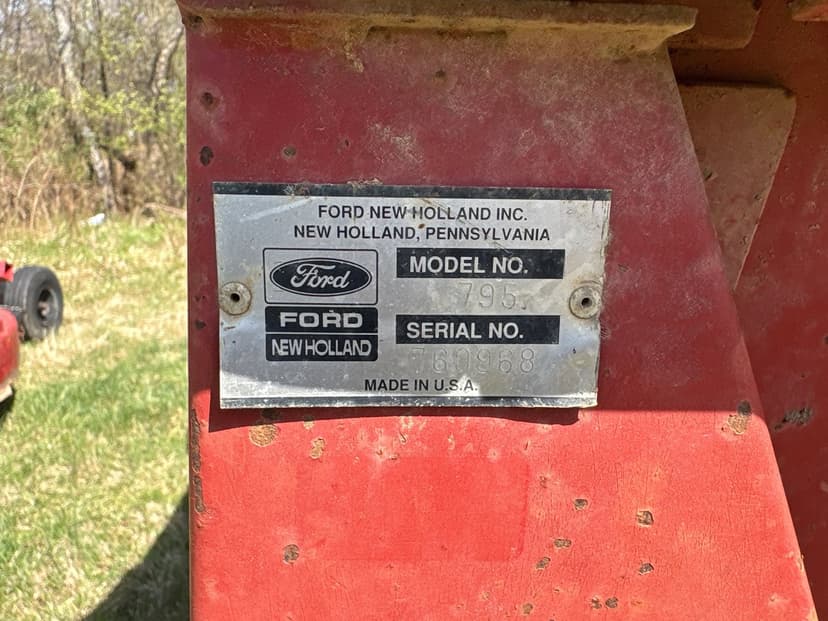 FORD NEW HOLLAND INC.
NEW HOLLAND, PENNSYLVANIA
Ford
FORD
NEW HOLLAND
MODEL NO.
795
SERIAL NO.
760968
MADE IN U.S.A.